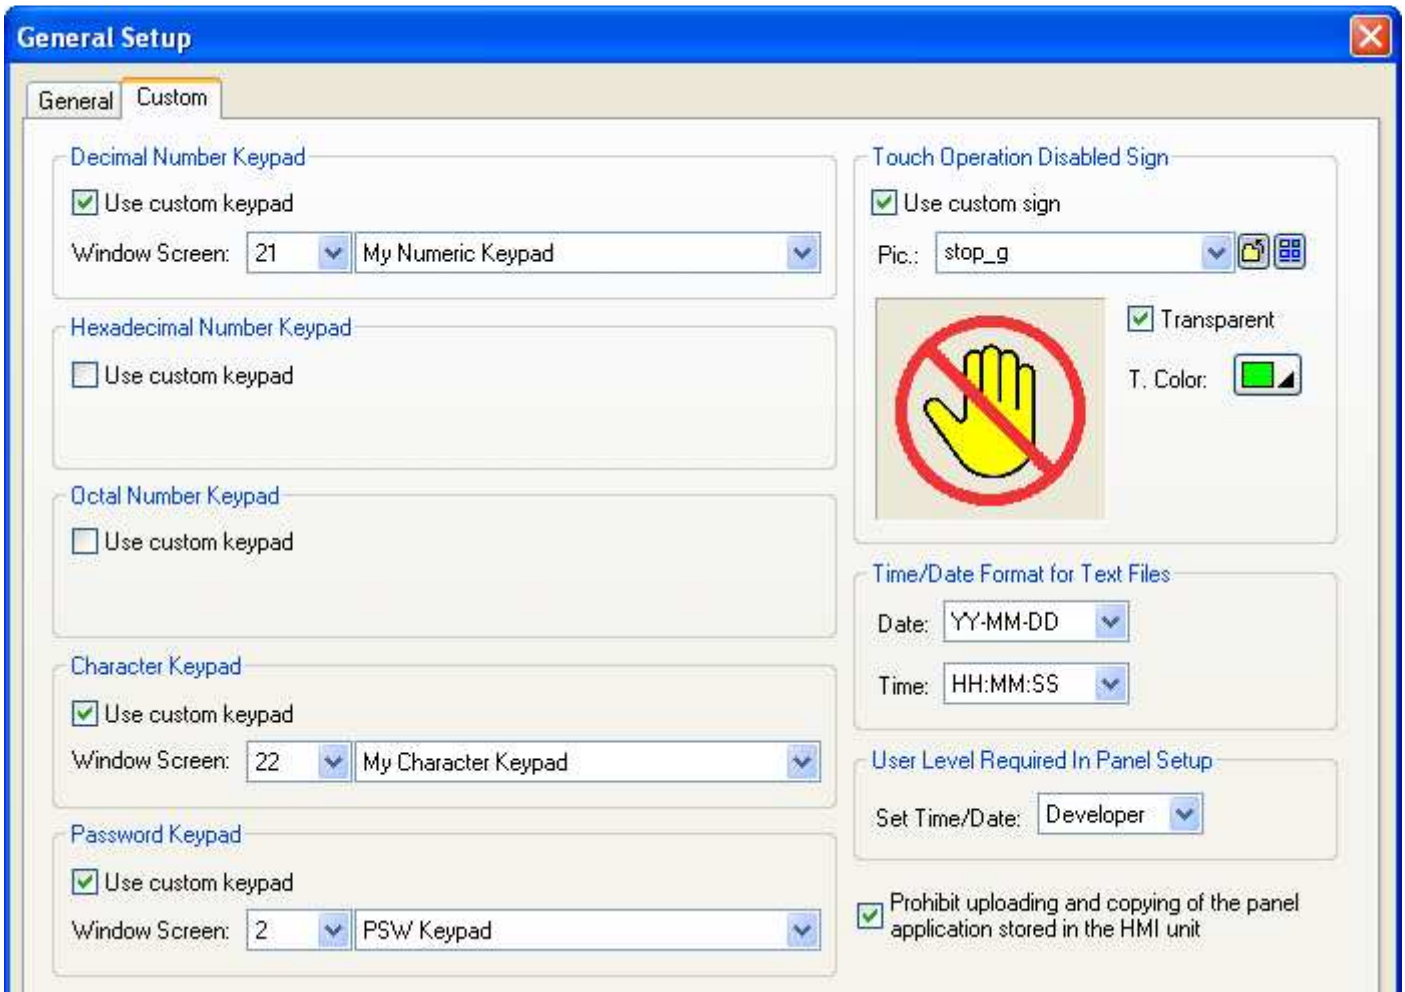 General Setup
General
Custom
Decimal Number Keypad
Use custom keypad
Window Screen: 21 My Numeric Keypad
Hexadecimal Number Keypad
Use custom keypad
Octal Number Keypad
Use custom keypad
Character Keypad
Use custom keypad
Window Screen: 22 My Character Keypad
Password Keypad
Use custom keypad
Window Screen: 2 PSW Keypad
Touch Operation Disabled Sign
Use custom sign
Pic.: stop_g
Transparent
T. Color:
Time/Date Format for Text Files
Date: YY-MM-DD
Time: HH:MM:SS
User Level Required In Panel Setup
Set Time/Date: Developer
Prohibit uploading and copying of the panel
application stored in the HMI unit